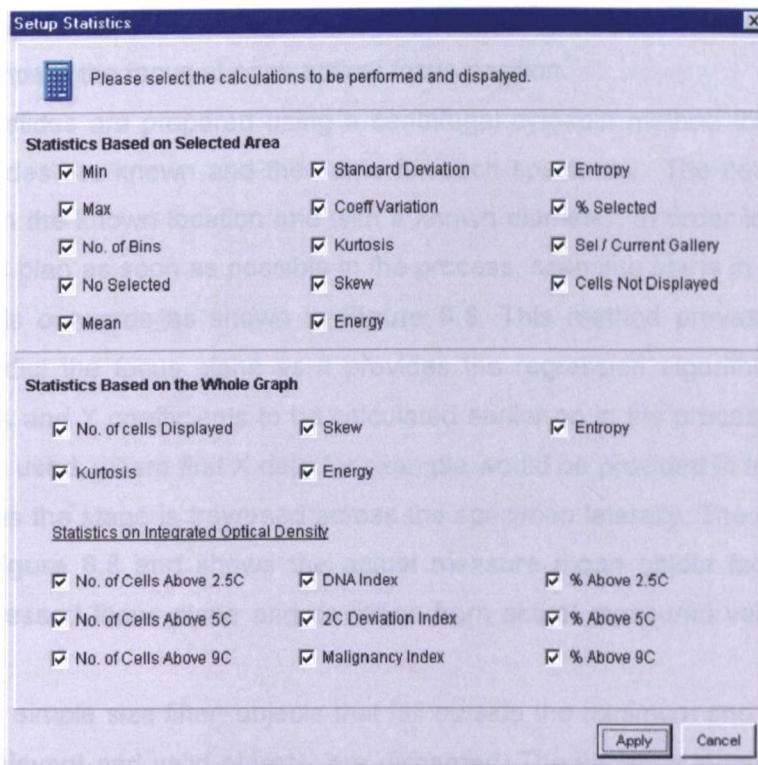 Setup Statistics
Please select the calculations to be performed and dispalyed.
Statistics Based on Selected Area
Min Standard Deviation Entropy
Max Coeff Variation % Selected
No. of Bins Kurtosis Sel / Current Gallery
No Selected Skew Cells Not Displayed
Mean Energy
Statistics Based on the Whole Graph
No. of cells Displayed Skew Entropy
Kurtosis Energy
Statistics on Integrated Optical Density
No. of Cells Above 2.5C DNA Index % Above 2.5C
No. of Cells Above 5C 2C Deviation Index % Above 5C
No. of Cells Above 9C Malignancy Index % Above 9C
Apply Cancel